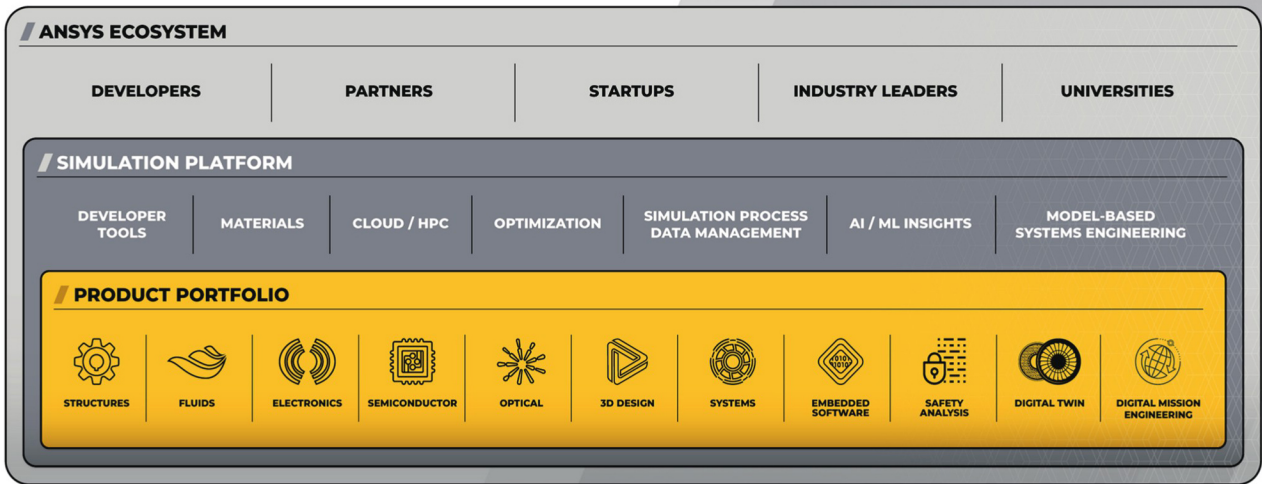 ANSYS ECOSYSTEM
DEVELOPERS
PARTNERS
STARTUPS
INDUSTRY LEADERS
UNIVERSITIES
SIMULATION PLATFORM
DEVELOPER
TOOLS
MATERIALS
CLOUD / HPC
OPTIMIZATION
SIMULATION PROCESS
DATA MANAGEMENT
AI / ML INSIGHTS
MODEL-BASED
SYSTEMS ENGINEERING
PRODUCT PORTFOLIO
STRUCTURES
FLUIDS
ELECTRONICS
SEMICONDUCTOR
OPTICAL
3D DESIGN
SYSTEMS
0101
1010
EMBEDDED
SOFTWARE
SAFETY
ANALYSIS
DIGITAL TWIN
DIGITAL MISSION
ENGINEERING